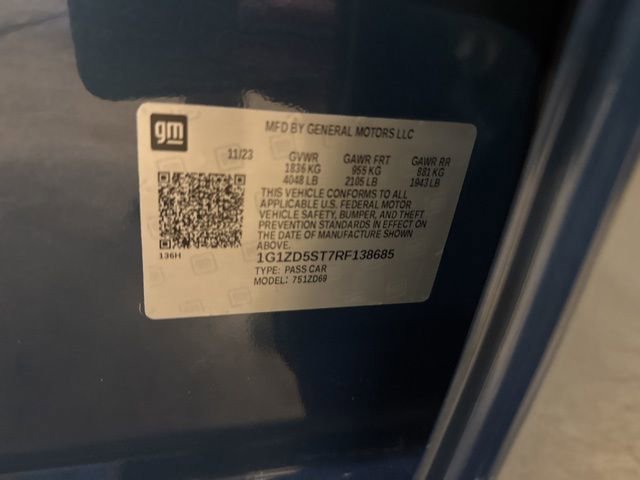 gm
MFD BY GENERAL MOTORS LLC
11/23 GVWR GAWR FRT GAWR RR
1836 KG 955 KG 881 KG
4048 LB 2105 LB 1943 LB
THIS VEHICLE CONFORMS TO ALL
APPLICABLE U.S. FEDERAL MOTOR
VEHICLE SAFETY, BUMPER, AND THEFT
PREVENTION STANDARDS IN EFFECT ON
THE DATE OF MANUFACTURE SHOWN
ABOVE.
136H
1G1ZD5ST7RF138685
TYPE: PASS CAR
MODEL: 751ZD69